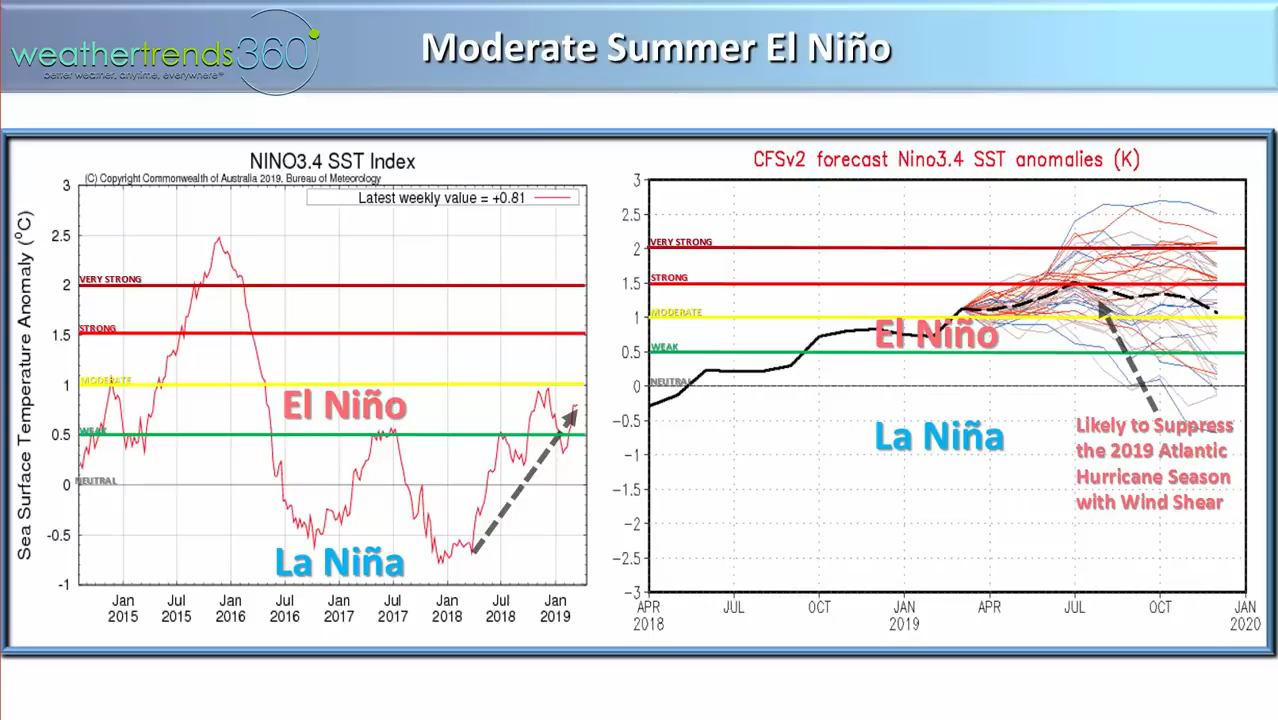 weathertrends360°
better weather, anytime, everywhere®
Moderate Summer El Niño
NINO3.4 SST Index
(C) Copyright Commonwealth of Australia 2019, Bureau of Meteorology
Latest weekly value = +0.81
Sea Surface Temperature Anomaly (°C)
3
2.5
2
1.5
1
0.5
0
-0.5
-1
VERY STRONG
STRONG
MODERATE
WEAK
NEUTRAL
El Niño
La Niña
Jan Jul Jan Jul Jan Jul Jan Jul Jan
2015 2015 2016 2016 2017 2017 2018 2018 2019
CFSv2 forecast Nino3.4 SST anomalies (K)
3
2.5
2
1.5
1
0.5
0
-0.5
-1
-1.5
-2
-2.5
-3
VERY STRONG
STRONG
MODERATE
WEAK
NEUTRAL
El Niño
La Niña
Likely to Suppress
the 2019 Atlantic
Hurricane Season
with Wind Shear
APR JUL OCT JAN APR JUL OCT JAN
2018 2019 2020